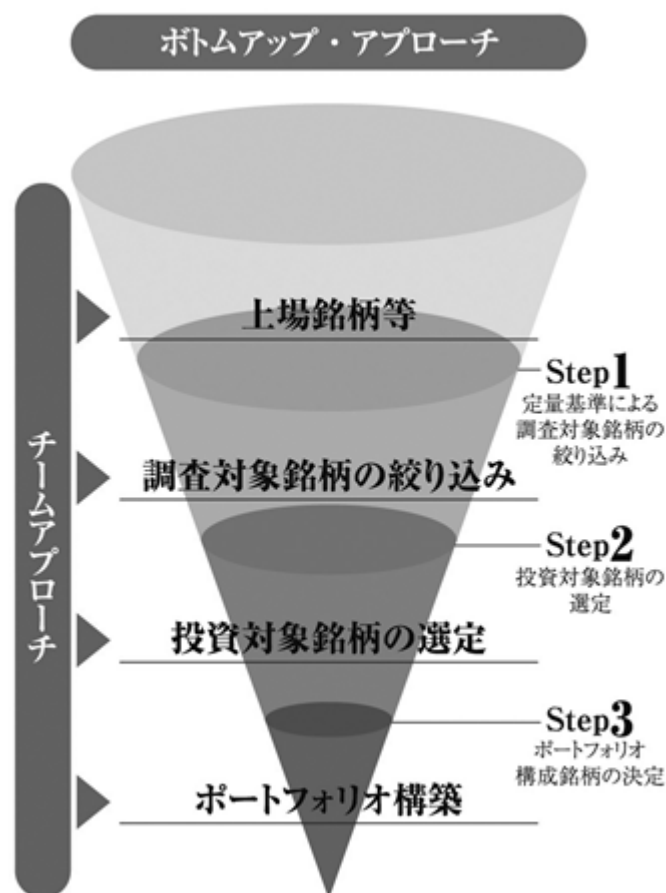 ボトムアップ・アプローチ
チームアプローチ
上場銘柄等
Step1
定量基準による
調査対象銘柄の
絞り込み
調査対象銘柄の絞り込み
Step2
投資対象銘柄の
選定
投資対象銘柄の選定
Step3
ポートフォリオ
構成銘柄の決定
ポートフォリオ構築